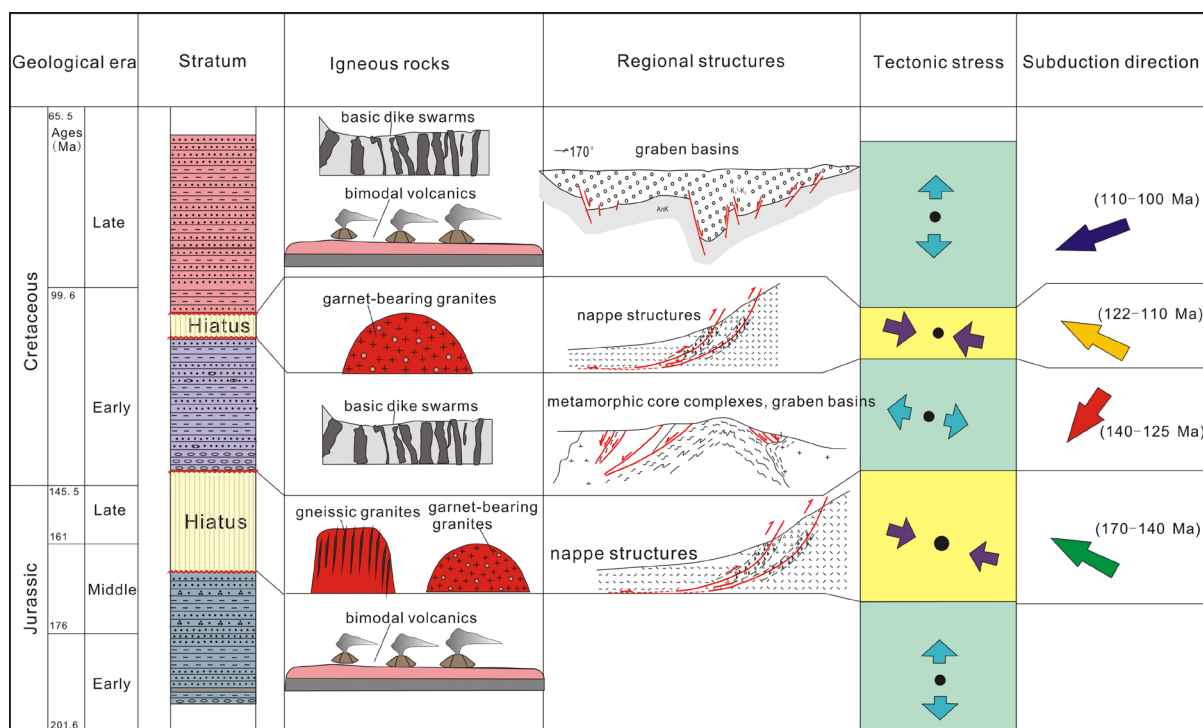 Geological era
Stratum
Igneous rocks
Regional structures
Tectonic stress
Subduction direction
65.5
Ages
(Ma)
Cretaceous
Late
99.6
Early
145.5
Jurassic
Late
161
Middle
176
Early
201.6
Hiatus
Hiatus
basic dike swarms
bimodal volcanics
garnet-bearing granites
basic dike swarms
gneissic granites
garnet-bearing
granites
bimodal volcanics
170°
graben basins
AnK
nappe structures
metamorphic core complexes, graben basins
nappe structures
(110-100 Ma)
(122-110 Ma)
(140-125 Ma)
(170-140 Ma)